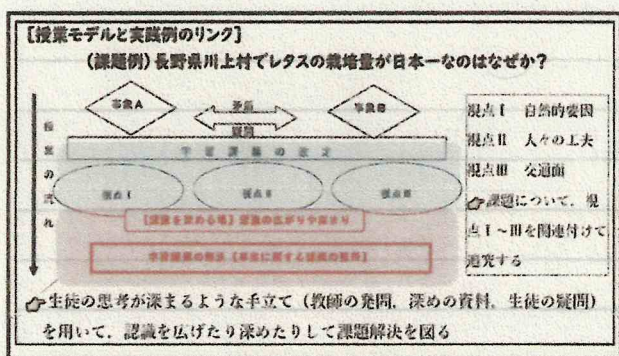 ［授業モデルと実践例のリンク］
（課題例）長野県川上村でレタスの栽培量が日本一なのはなぜか？
事象A
矛盾
事象B
疑問
授業の流れ
学習課題の設定
視点Ⅰ
視点Ⅱ
視点Ⅲ
視点Ⅰ 自然的要因
視点Ⅱ 人々の工夫
視点Ⅲ 交通面
☞課題について，視
点Ⅰ～Ⅲを関連付けて
追究する
☞生徒の思考が深まるような手立て（教師の発問，深めの資料，生徒の疑問）
を用いて，認識を広げたり深めたりして課題解決を図る